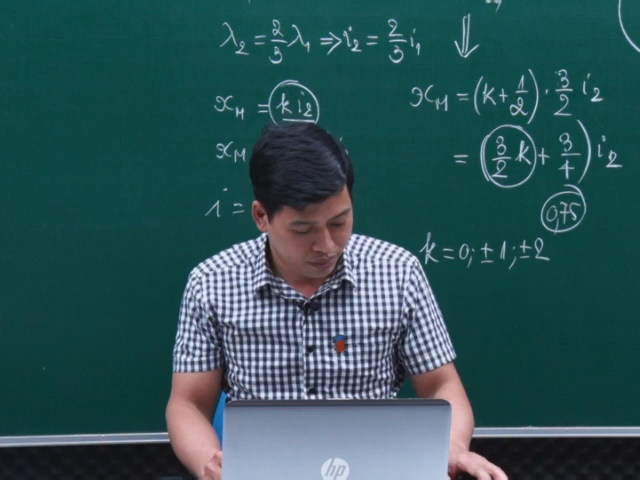 λ₂ = 2/3 λ₁ ⇒ i₂ = 2/3 i₁
x_M = k i₂
x_M
i =
x_M = (k + 1/2) · 3/2 i₂
= (3/2 k + 3/4) i₂
0,75
k = 0; ±1; ±2
hp